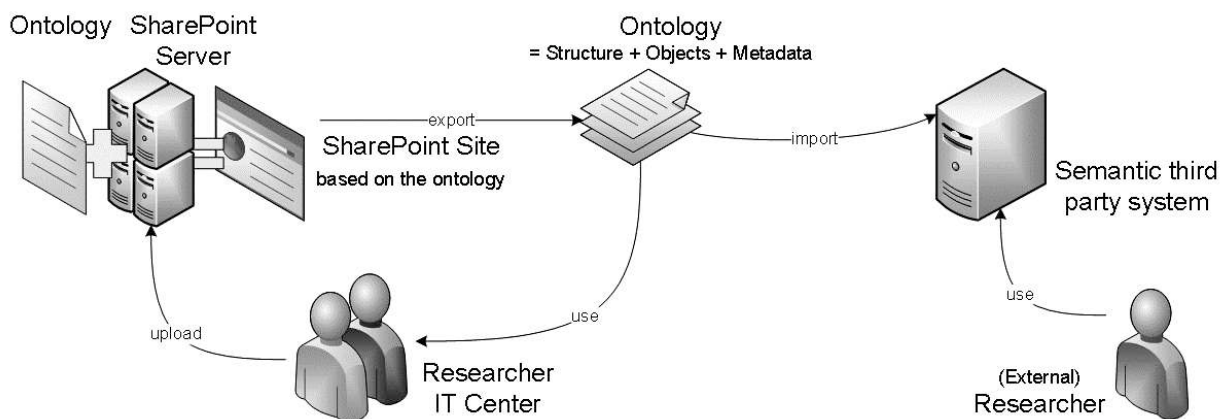 Ontology
SharePoint
Server
Ontology
= Structure + Objects + Metadata
export
SharePoint Site
based on the ontology
import
Semantic third
party system
upload
use
use
Researcher
IT Center
(External)
Researcher